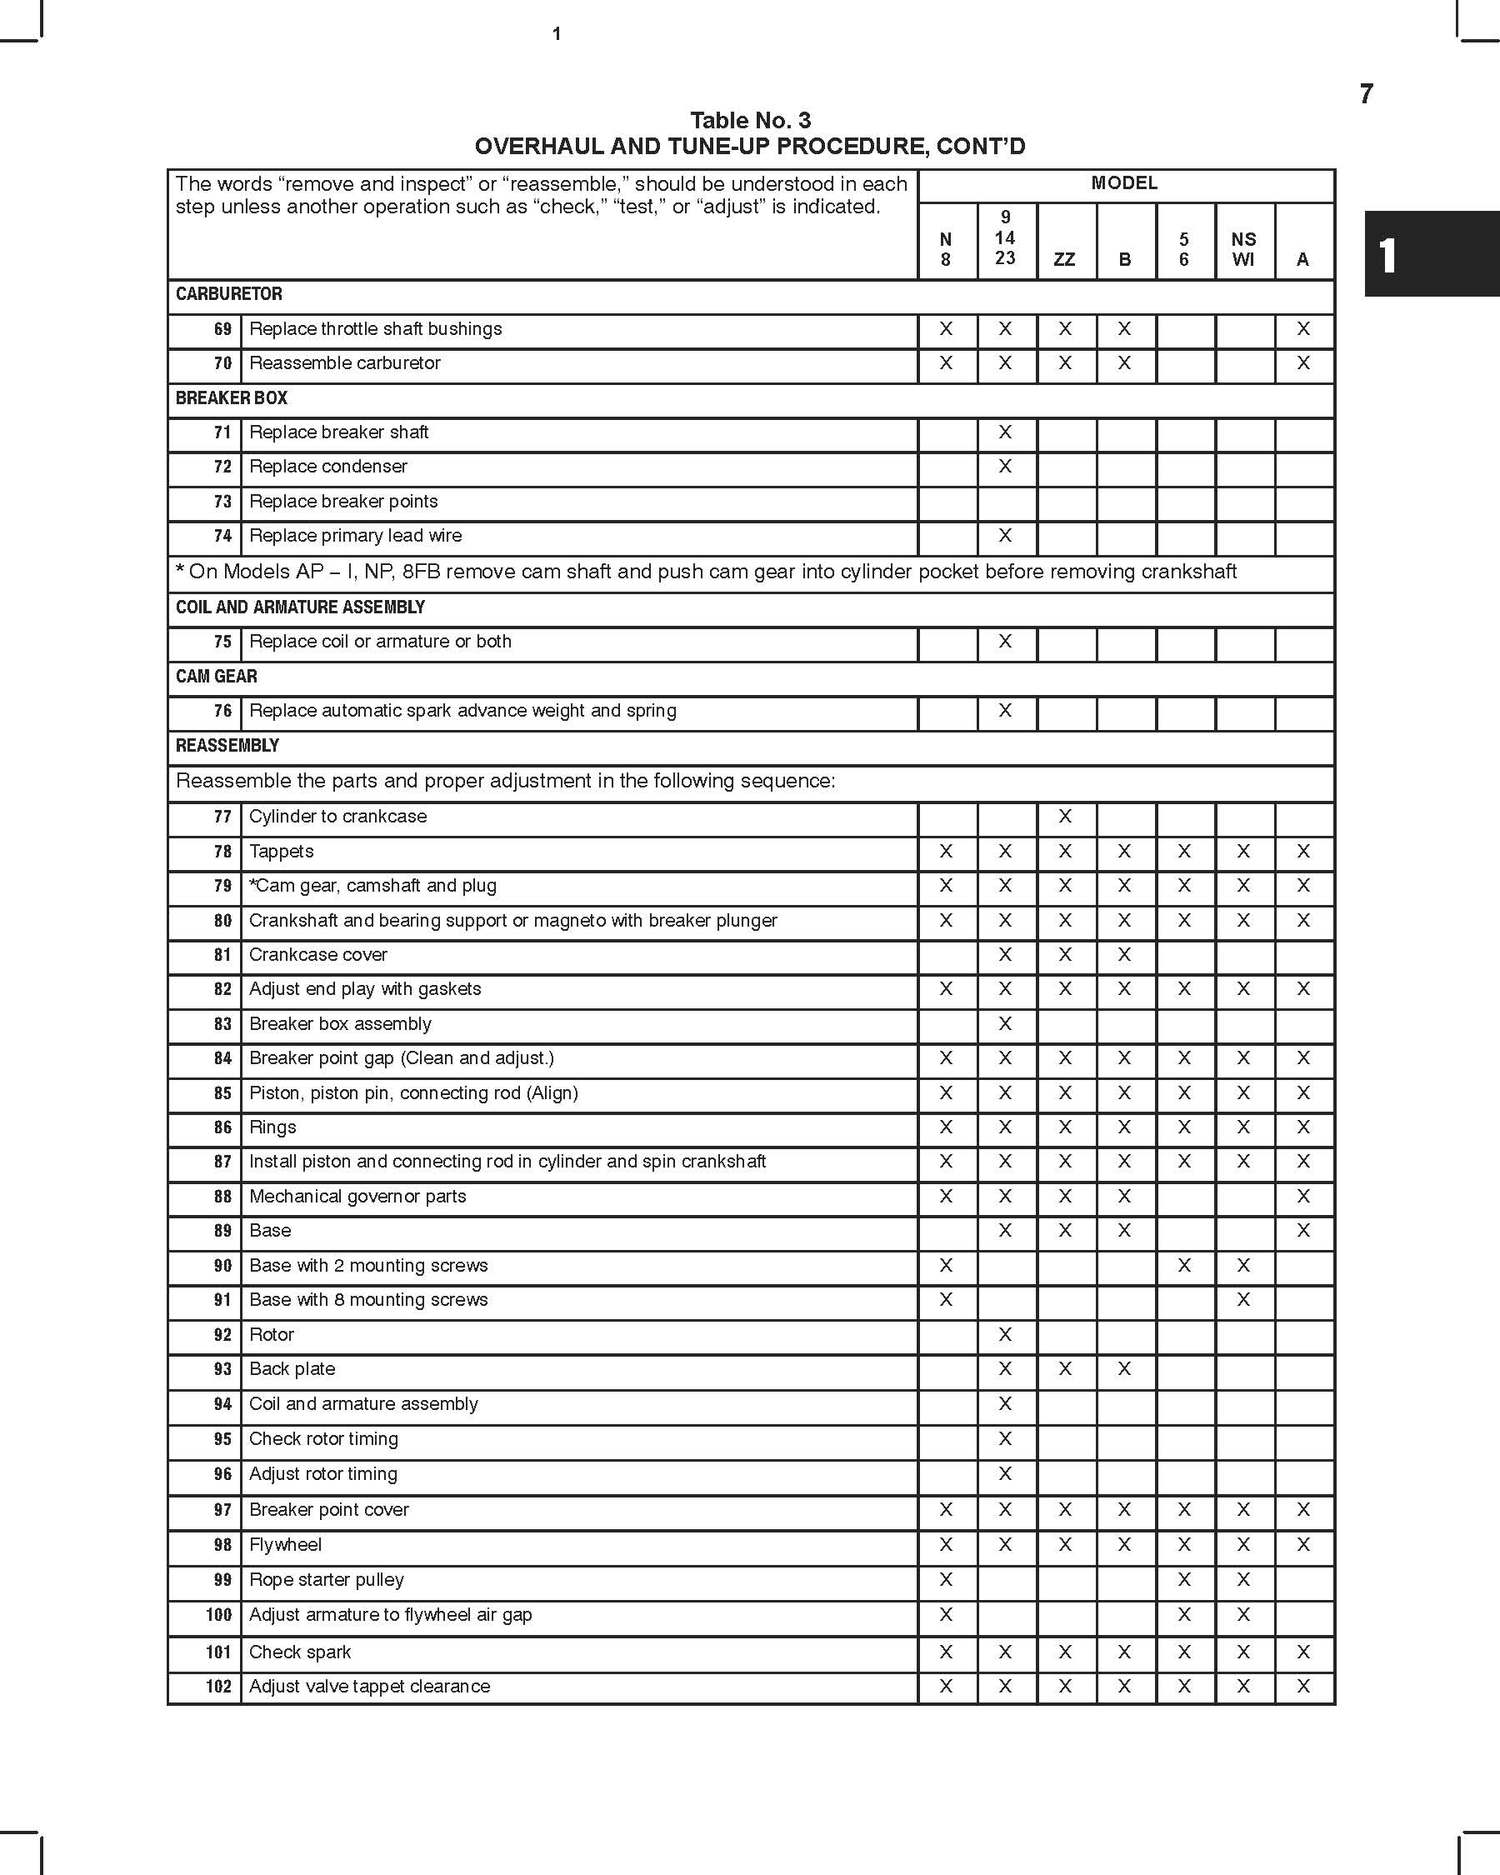 1
7
Table No. 3
OVERHAUL AND TUNE-UP PROCEDURE, CONT’D
The words “remove and inspect” or “reassemble,” should be understood in each
step unless another operation such as “check,” “test,” or “adjust” is indicated.
MODEL
N 8
9 14 23
ZZ
B
5 6
NS WI
A
1
CARBURETOR
69 Replace throttle shaft bushings X X X X X
70 Reassemble carburetor X X X X X
BREAKER BOX
71 Replace breaker shaft X
72 Replace condenser X
73 Replace breaker points
74 Replace primary lead wire X
* On Models AP – I, NP, 8FB remove cam shaft and push cam gear into cylinder pocket before removing crankshaft
COIL AND ARMATURE ASSEMBLY
75 Replace coil or armature or both X
CAM GEAR
76 Replace automatic spark advance weight and spring X
REASSEMBLY
Reassemble the parts and proper adjustment in the following sequence:
77 Cylinder to crankcase X
78 Tappets X X X X X X X
79 *Cam gear, camshaft and plug X X X X X X X
80 Crankshaft and bearing support or magneto with breaker plunger X X X X X X X
81 Crankcase cover X X X
82 Adjust end play with gaskets X X X X X X X
83 Breaker box assembly X
84 Breaker point gap (Clean and adjust.) X X X X X X X
85 Piston, piston pin, connecting rod (Align) X X X X X X X
86 Rings X X X X X X X
87 Install piston and connecting rod in cylinder and spin crankshaft X X X X X X X
88 Mechanical governor parts X X X X X
89 Base X X X X
90 Base with 2 mounting screws X X X
91 Base with 8 mounting screws X X
92 Rotor X
93 Back plate X X X
94 Coil and armature assembly X
95 Check rotor timing X
96 Adjust rotor timing X
97 Breaker point cover X X X X X X X
98 Flywheel X X X X X X X
99 Rope starter pulley X X X
100 Adjust armature to flywheel air gap X X X
101 Check spark X X X X X X X
102 Adjust valve tappet clearance X X X X X X X